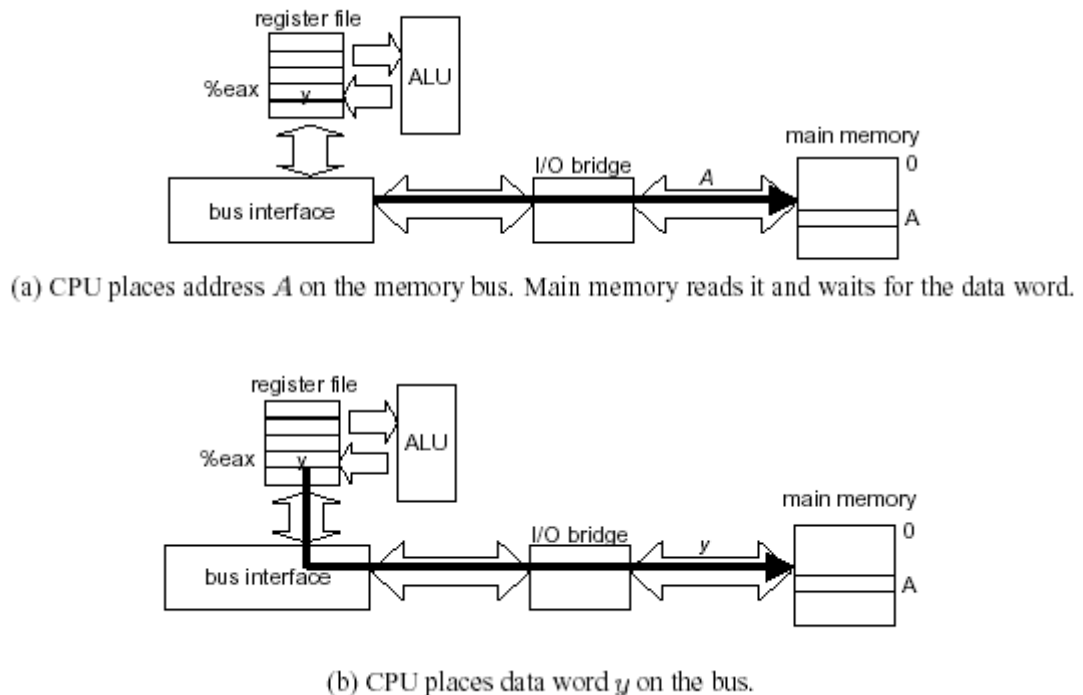 register file
ALU
%eax
y
main memory
I/O bridge
0
A
bus interface
A
(a) CPU places address A on the memory bus. Main memory reads it and waits for the data word.
register file
ALU
%eax
y
main memory
I/O bridge
0
y
bus interface
A
(b) CPU places data word y on the bus.